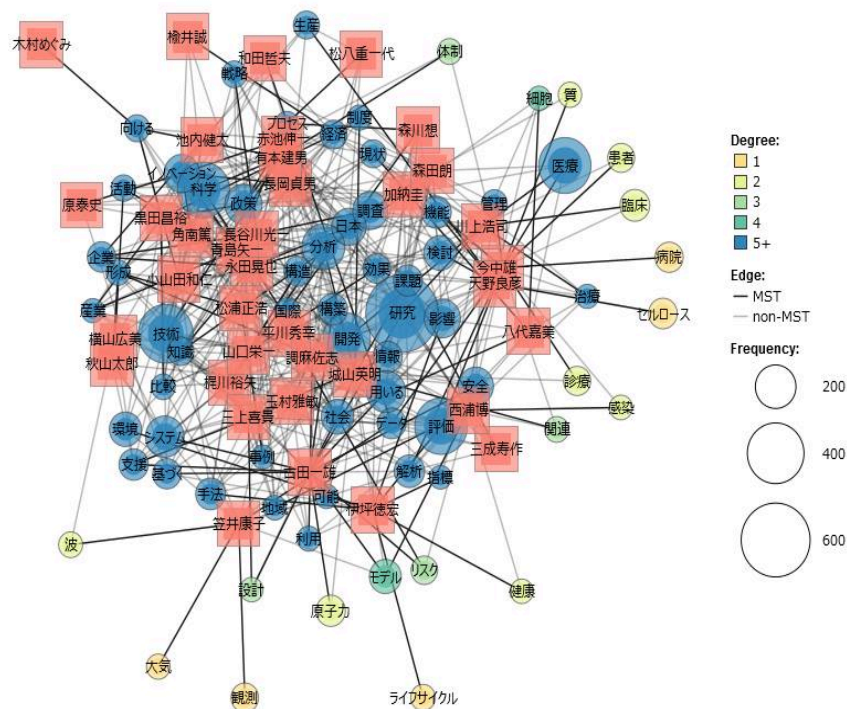 木村めぐみ
楡井誠
和田哲夫
生産
松八重一代
体制
戦略
細胞
質
向ける
池内健太
プロセス
赤池伸一
経済
制度
森川想
現状
有本建男
イノベーション
科学
長岡貞男
森田朗
加納圭
医療
患者
活動
原泰史
黒田昌裕
政策
調査
機能
管理
川上浩司
臨床
角南篤
長谷川光一
青島矢一
日本
分析
企業
形成
永田晃也
構造
効果
課題
検討
今中雄一
天野良彦
病院
小山田和仁
産業
松浦正浩
国際
構築
研究
影響
治療
セルロース
技術
知識
横山広美
秋山太郎
平川秀幸
開発
八代嘉美
山口栄一
調麻佐志
情報
城山英明
比較
梶川裕矢
玉村雅敏
用いる
安全
診療
三上喜貴
社会
データ
西浦博
評価
感染
関連
環境
システム
支援
基づく
事例
三成寿作
吉田一雄
解析
指標
手法
地域
可能
伊坪徳宏
笠井康子
利用
波
設計
モデル
リスク
原子力
健康
大気
観測
ライフサイクル
Degree:
1
2
3
4
5+
Edge:
MST
non-MST
Frequency:
200
400
600